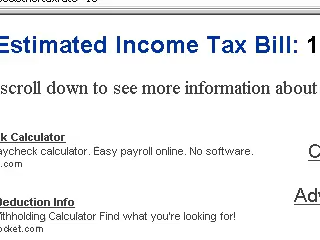 Estimated Income Tax Bill: 1
scroll down to see more information about
k Calculator
aycheck calculator. Easy payroll online. No software.
.com
Deduction Info
ithholding Calculator Find what you're looking for!
ocket.com